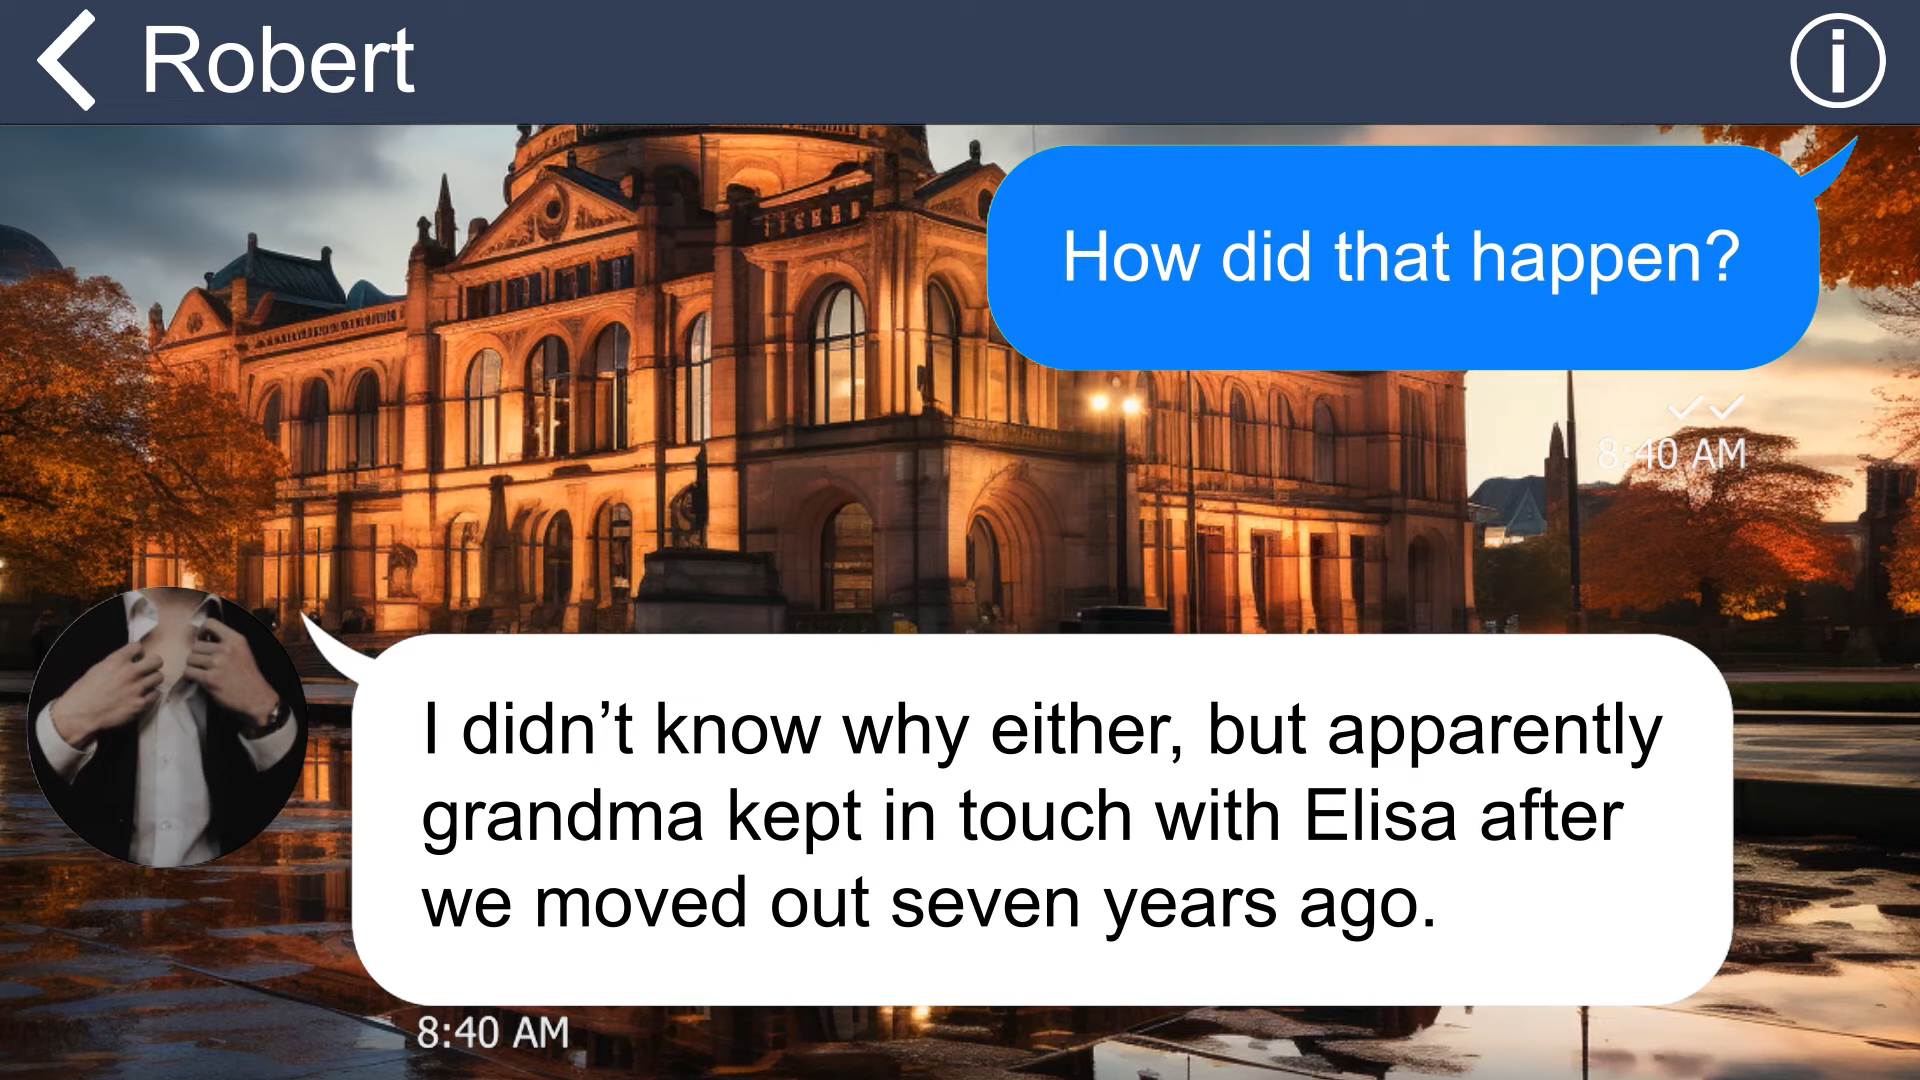 Robert
How did that happen?
8:40 AM
I didn’t know why either, but apparently
grandma kept in touch with Elisa after
we moved out seven years ago.
8:40 AM